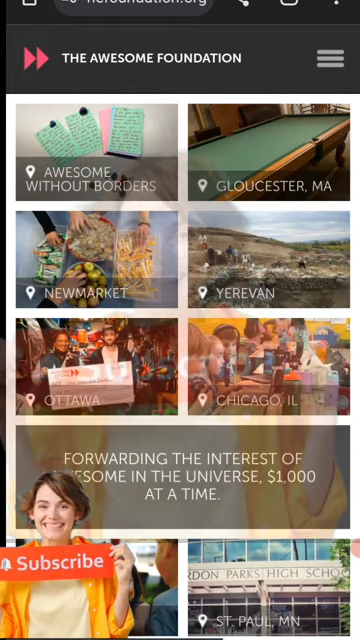 THE AWESOME FOUNDATION
AWESOME
WITHOUT BORDERS
GLOUCESTER, MA
NEWMARKET
YEREVAN
OTTAWA
CHICAGO, IL
FORWARDING THE INTEREST OF
AWESOME IN THE UNIVERSE, $1,000
AT A TIME.
Subscribe
RDON PARKS HIGH SCHOO
ST. PAUL, MN